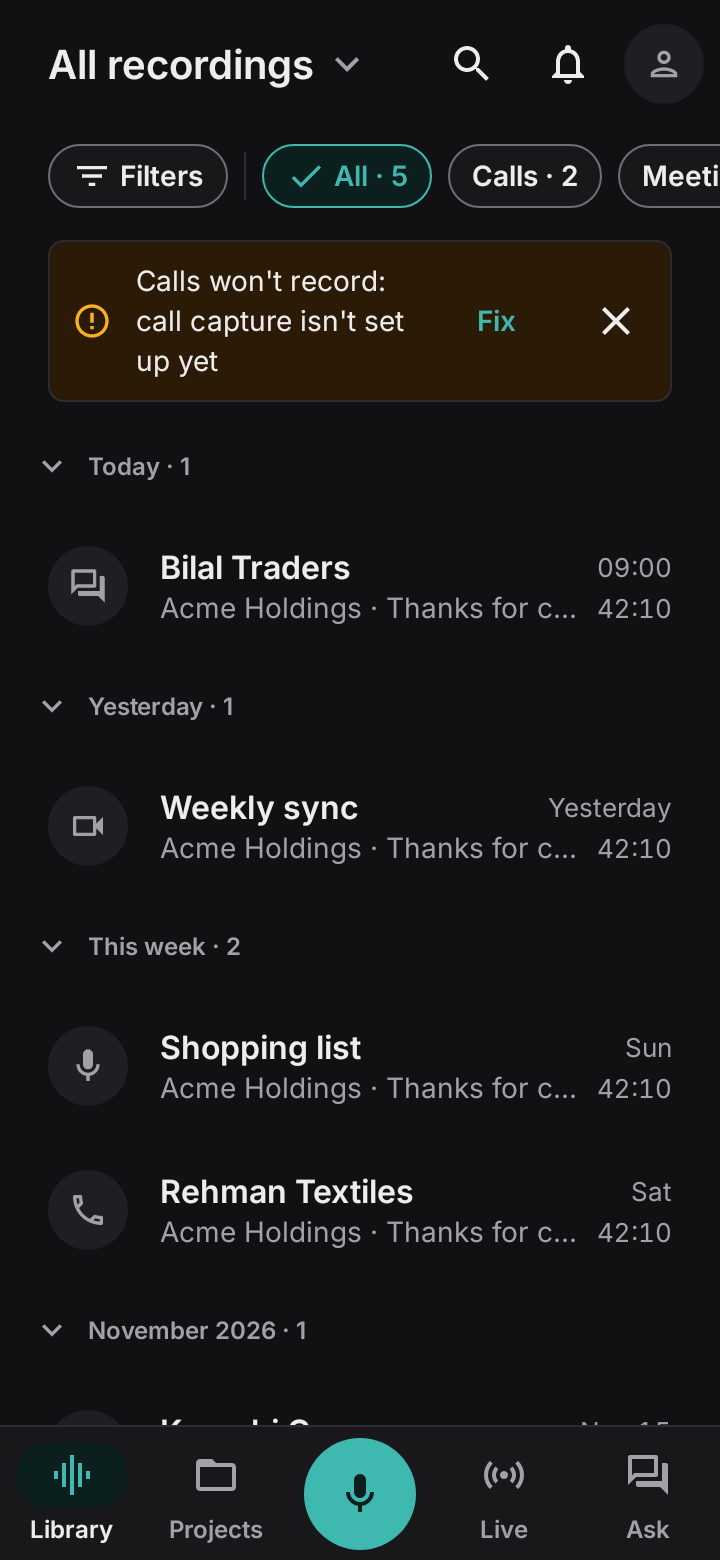 All recordings
Filters
All · 5
Calls · 2
Meeti
Calls won't record:
call capture isn't set
up yet
Fix
Today · 1
Bilal Traders
09:00
Acme Holdings · Thanks for c...
42:10
Yesterday · 1
Weekly sync
Yesterday
Acme Holdings · Thanks for c...
42:10
This week · 2
Shopping list
Sun
Acme Holdings · Thanks for c...
42:10
Rehman Textiles
Sat
Acme Holdings · Thanks for c...
42:10
November 2026 · 1
Library
Projects
Live
Ask